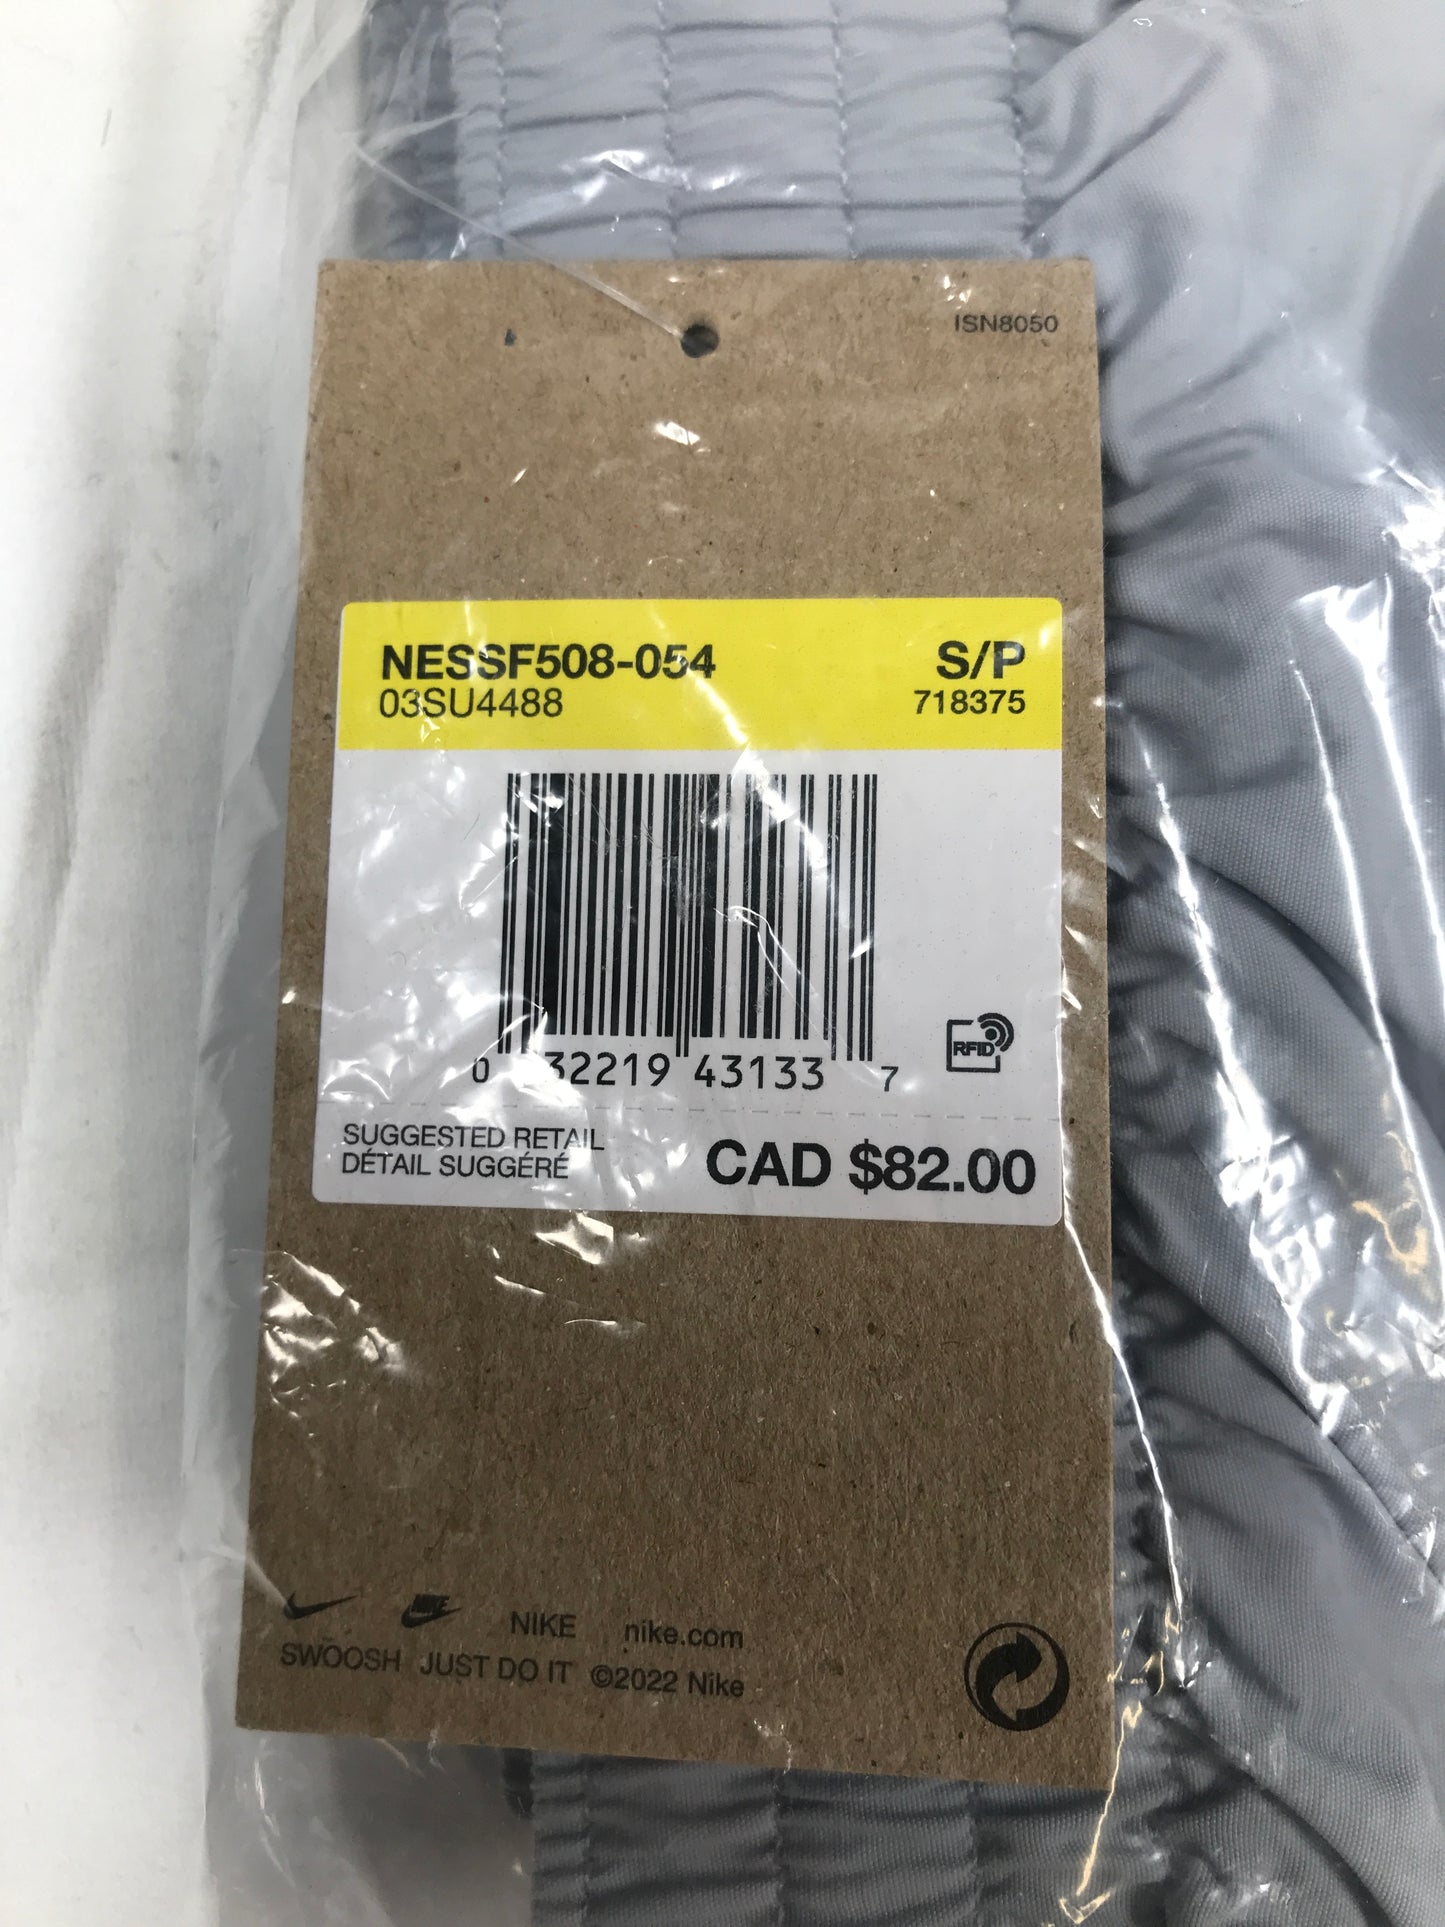 ISN8050
NESSF508-054 S/P
03SU4488 718375
0 32219 43133 7
RFID
SUGGESTED RETAIL
DÉTAIL SUGGÉRÉ
CAD $82.00
NIKE NIKE nike.com
SWOOSH JUST DO IT ©2022 Nike